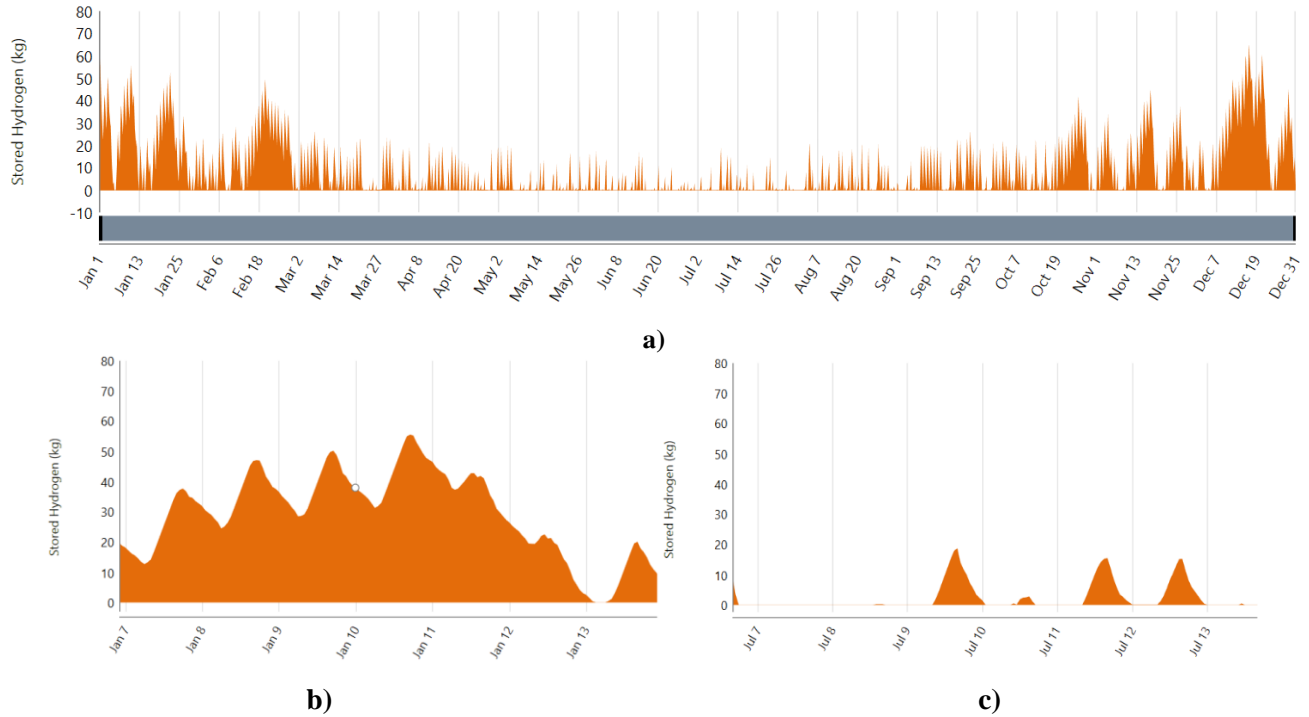 Stored Hydrogen (kg)
80
70
60
50
40
30
20
10
0
-10
Jan 1
Jan 13
Jan 25
Feb 6
Feb 18
Mar 2
Mar 14
Mar 27
Apr 8
Apr 20
May 2
May 14
May 26
Jun 8
Jun 20
Jul 2
Jul 14
Jul 26
Aug 7
Aug 20
Sep 1
Sep 13
Sep 25
Oct 7
Oct 19
Nov 1
Nov 13
Nov 25
Dec 7
Dec 19
Dec 31
a)
Stored Hydrogen (kg)
80
70
60
50
40
30
20
10
0
Jan 7
Jan 8
Jan 9
Jan 10
Jan 11
Jan 12
Jan 13
b)
Stored Hydrogen (kg)
80
70
60
50
40
30
20
10
0
Jul 7
Jul 8
Jul 9
Jul 10
Jul 11
Jul 12
Jul 13
c)